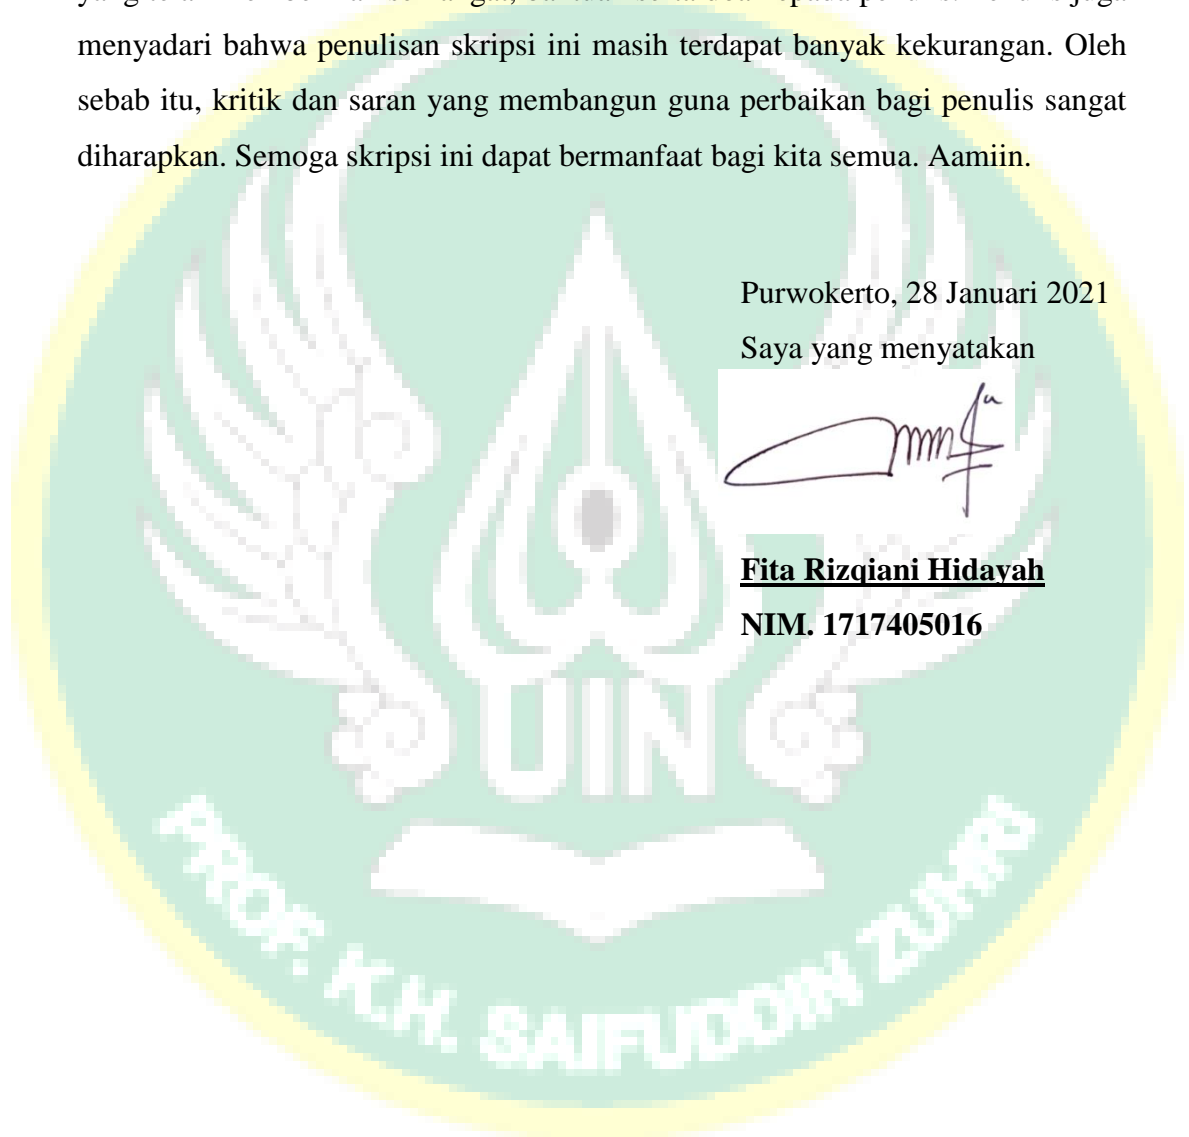 menyadari bahwa penulisan skripsi ini masih terdapat banyak kekurangan. Oleh
sebab itu, kritik dan saran yang membangun guna perbaikan bagi penulis sangat
diharapkan. Semoga skripsi ini dapat bermanfaat bagi kita semua. Aamiin.
Purwokerto, 28 Januari 2021
Saya yang menyatakan
Fita Rizqiani Hidayah
NIM. 1717405016
UIN
PROF. K.H. SAIFUDDIN ZUHRI